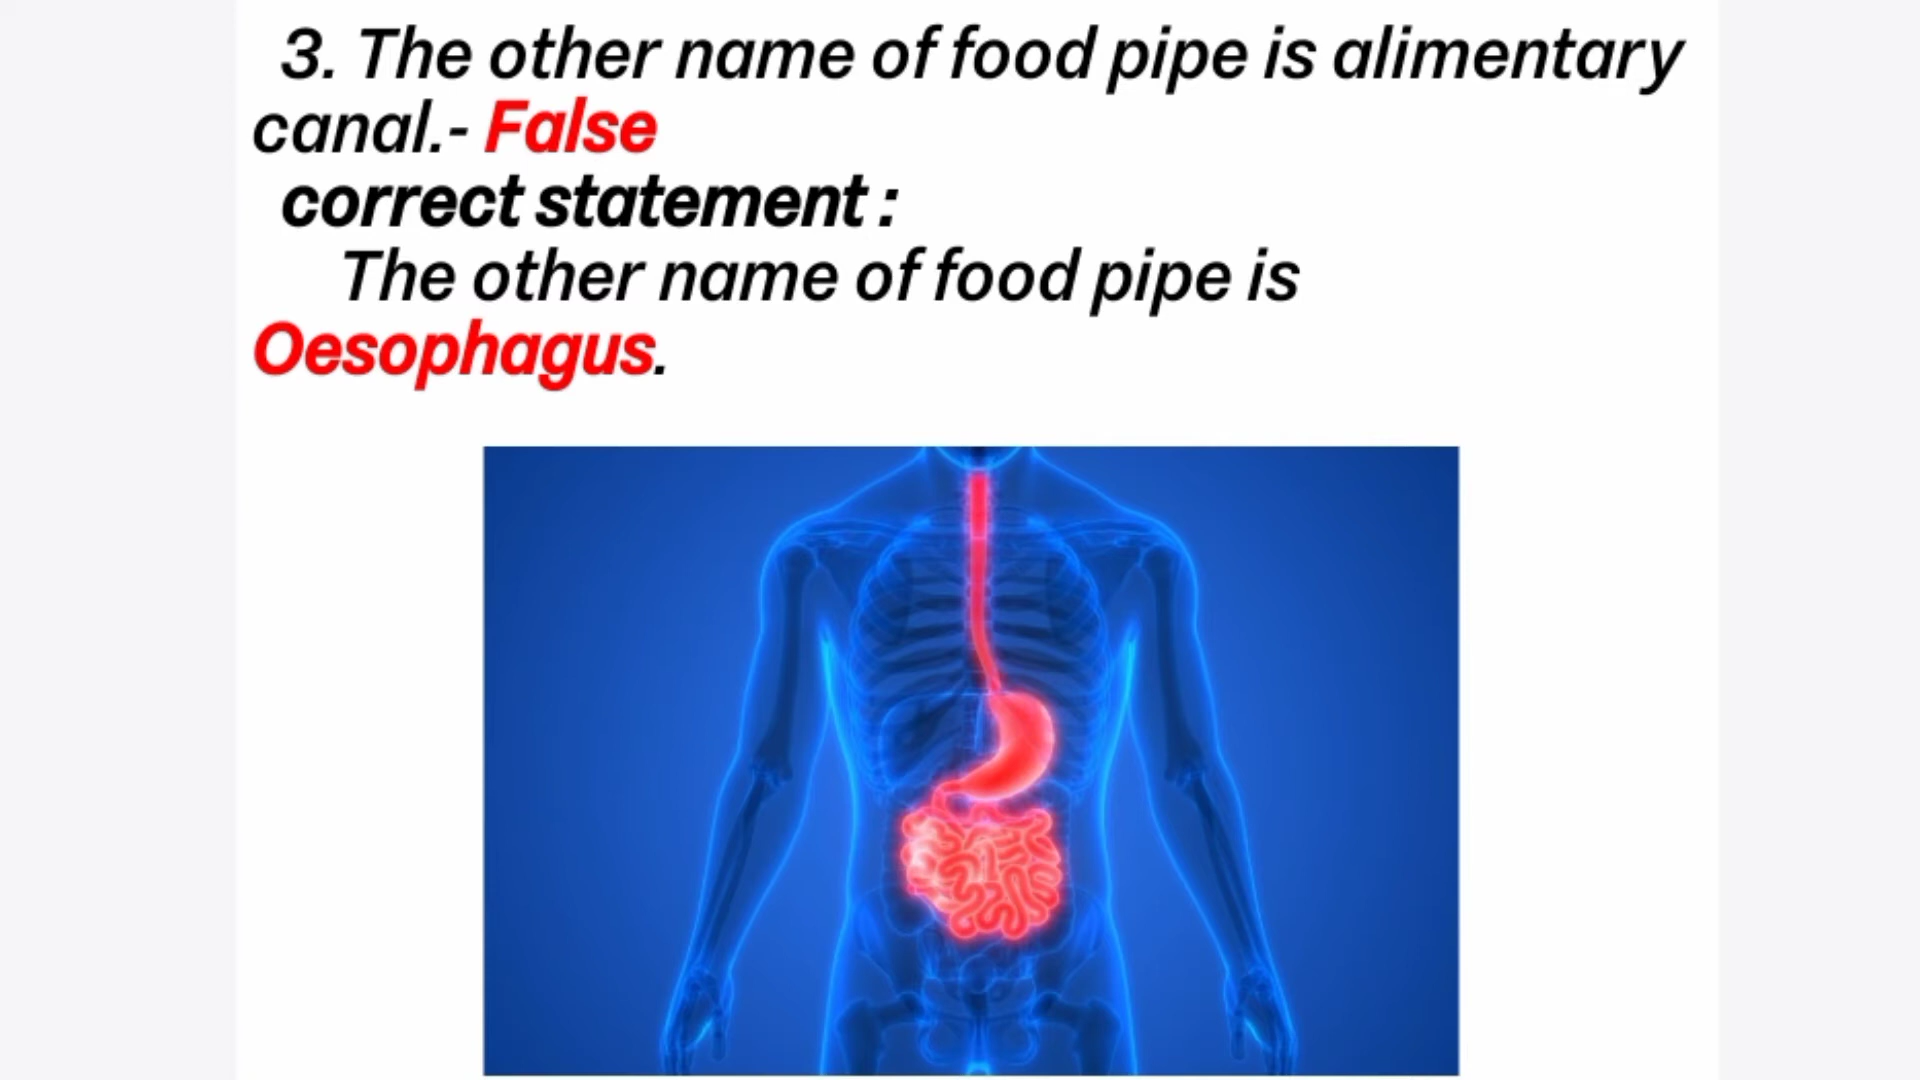 3. The other name of food pipe is alimentary
canal.- False
correct statement :
The other name of food pipe is
Oesophagus.